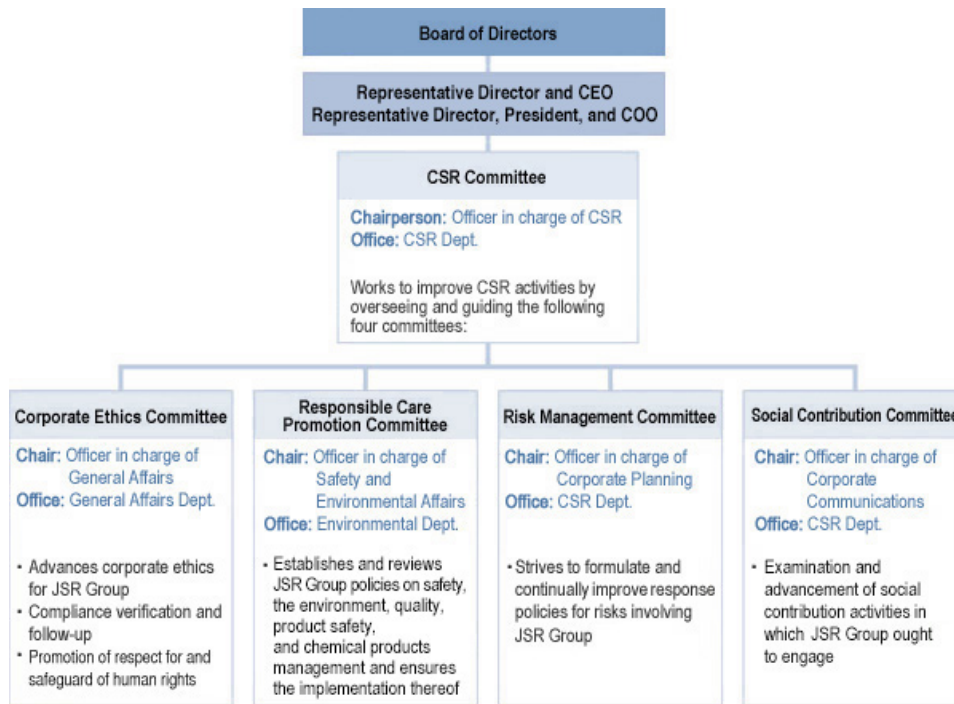 Board of Directors
Representative Director and CEO
Representative Director, President, and COO
CSR Committee
Chairperson: Officer in charge of CSR
Office: CSR Dept.
Works to improve CSR activities by
overseeing and guiding the following
four committees:
Corporate Ethics Committee
Chair: Officer in charge of
General Affairs
Office: General Affairs Dept.
• Advances corporate ethics
for JSR Group
• Compliance verification and
follow-up
• Promotion of respect for and
safeguard of human rights
Responsible Care
Promotion Committee
Chair: Officer in charge of
Safety and
Environmental Affairs
Office: Environmental Dept.
• Establishes and reviews
JSR Group policies on safety,
the environment, quality,
product safety,
and chemical products
management and ensures
the implementation thereof
Risk Management Committee
Chair: Officer in charge of
Corporate Planning
Office: CSR Dept.
• Strives to formulate and
continually improve response
policies for risks involving
JSR Group
Social Contribution Committee
Chair: Officer in charge of
Corporate
Communications
Office: CSR Dept.
• Examination and
advancement of social
contribution activities in
which JSR Group ought
to engage